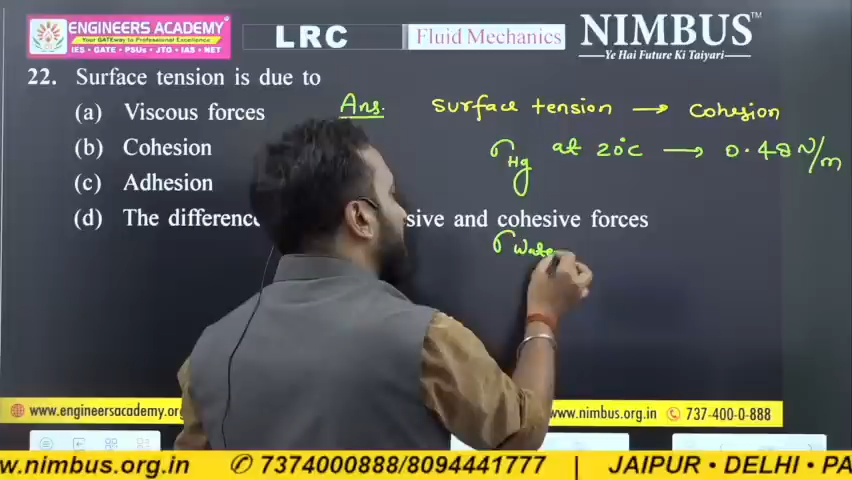 ENGINEERS ACADEMY
Your GATEway to Professional Excellence
IES • GATE • PSUs • JTO • IAS • NET
LRC
Fluid Mechanics
NIMBUS™
Ye Hai Future Ki Taiyari
22. Surface tension is due to
(a) Viscous forces
(b) Cohesion
(c) Adhesion
(d) The difference sive and cohesive forces
Ans. Surface tension → Cohesion
σHg at 20°C → 0.48 N/m
σWate
www.engineersacademy.org
www.nimbus.org.in 737-400-0-888
w.nimbus.org.in 7374000888/8094441777 | JAIPUR • DELHI • PA